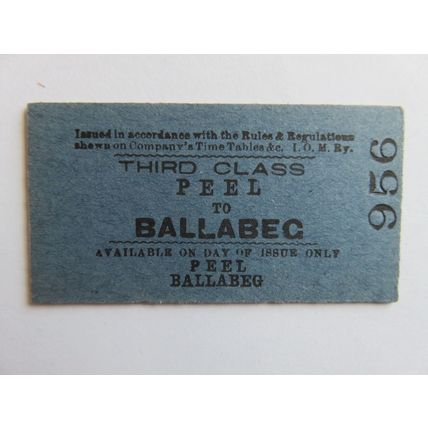 Issued in accordance with the Rules & Regulations
shewn on Company's Time Tables &c. I. O. M. Ry.
THIRD CLASS
PEEL
TO
BALLABEG
AVAILABLE ON DAY OF ISSUE ONLY
PEEL
BALLABEG
956